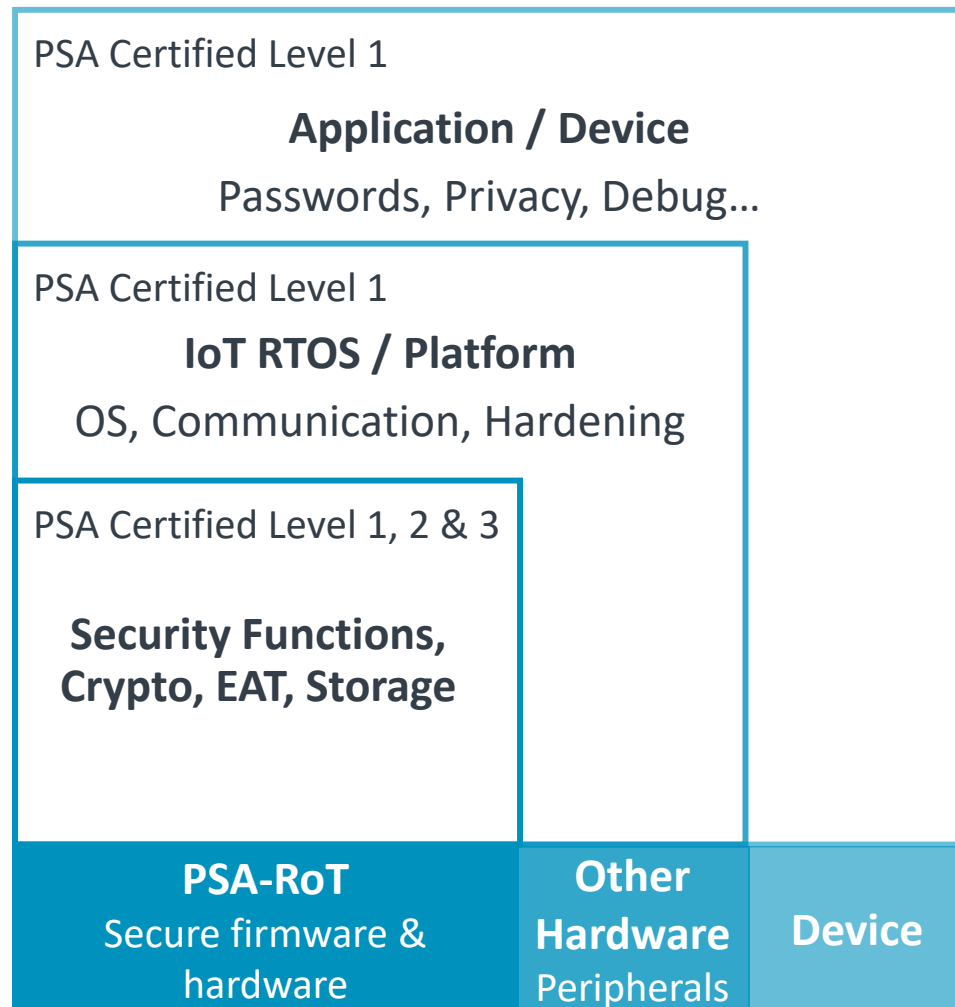 PSA Certified Level 1
Application / Device
Passwords, Privacy, Debug…
PSA Certified Level 1
IoT RTOS / Platform
OS, Communication, Hardening
PSA Certified Level 1, 2 & 3
Security Functions,
Crypto, EAT, Storage
PSA-RoT
Secure firmware &
hardware
Other
Hardware
Peripherals
Device